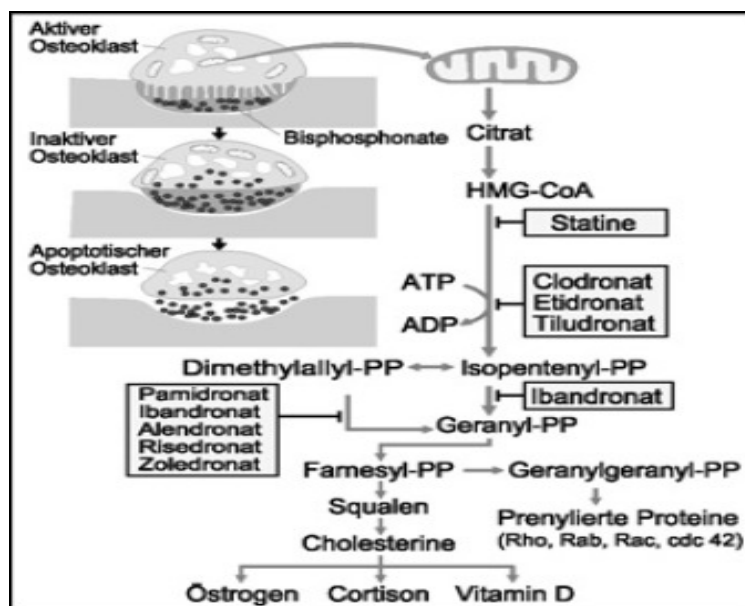 Aktiver
Osteoklast
Bisphosphonate
Inaktiver
Osteoklast
Apoptotischer
Osteoklast
Citrat
HMG-CoA
Statine
ATP
ADP
Clodronat
Etidronat
Tiludronat
Dimethylallyl-PP
Isopentenyl-PP
Pamidronat
Ibandronat
Alendronat
Risedronat
Zoledronat
Ibandronat
Geranyl-PP
Farnesyl-PP
Geranylgeranyl-PP
Squalen
Prenylierte Proteine
(Rho, Rab, Rac, cdc 42)
Cholesterine
Östrogen
Cortison
Vitamin D